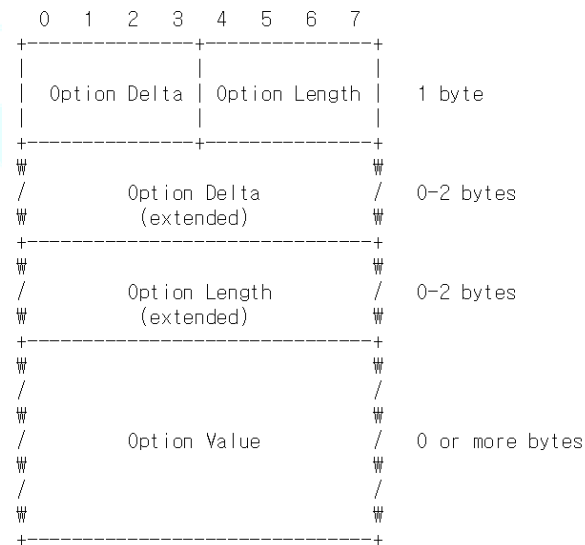 0 1 2 3 4 5 6 7
+---------------+---------------+
| | |
| Option Delta | Option Length | 1 byte
| | |
+---------------+---------------+
₩ ₩
/ Option Delta / 0-2 bytes
₩ (extended) ₩
+-------------------------------+
₩ ₩
/ Option Length / 0-2 bytes
₩ (extended) ₩
+-------------------------------+
₩ ₩
/ /
₩ ₩
/ Option Value / 0 or more bytes
₩ ₩
/ /
₩ ₩
+-------------------------------+